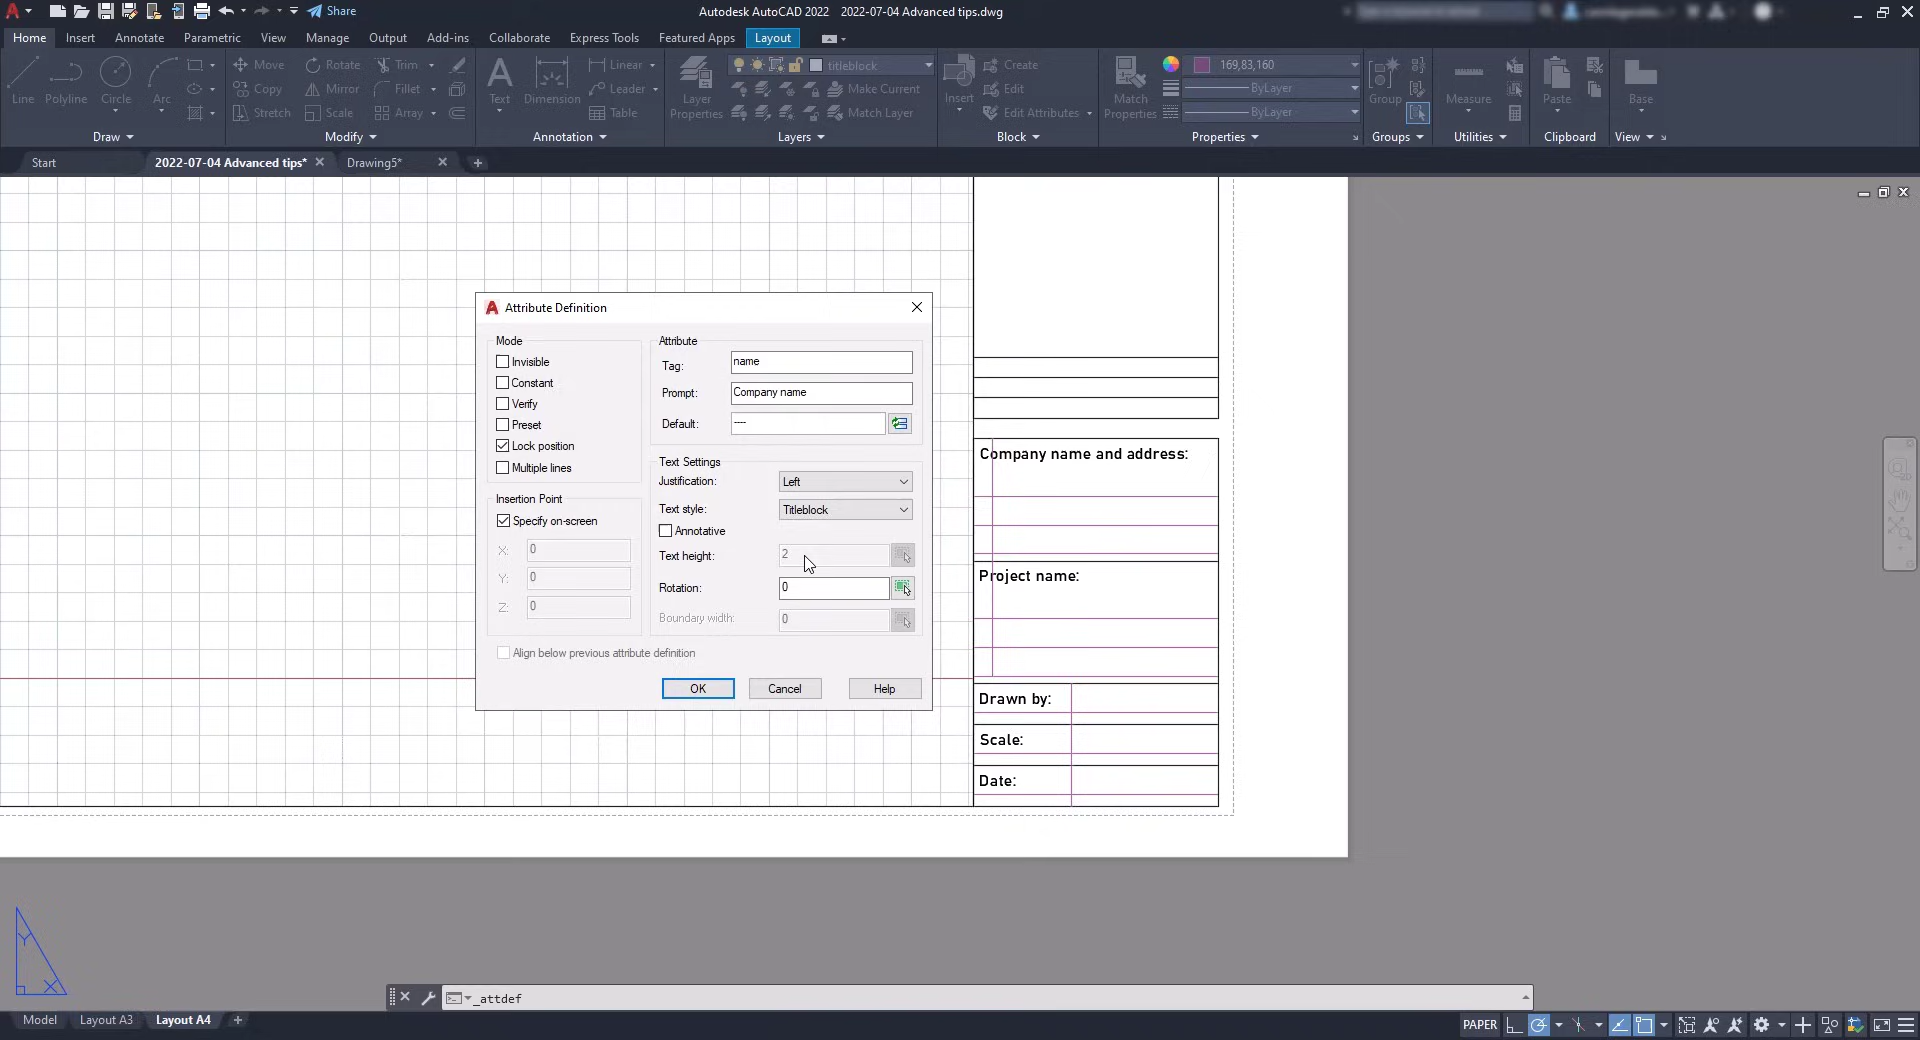 Share
Autodesk AutoCAD 2022 2022-07-04 Advanced tips.dwg
Home Insert Annotate Parametric View Manage Output Add-ins Collaborate Express Tools Featured Apps Layout
Line Polyline Circle Arc
Move Rotate Trim
Copy Mirror Fillet
Stretch Scale Array
Text Dimension
Linear
Leader
Table
Layer Properties
titleblock
Make Current
Match Layer
Insert
Create
Edit
Edit Attributes
Match Properties
169,83,160
ByLayer
ByLayer
Group
Measure
Paste
Base
Draw Modify Annotation Layers Block Properties Groups Utilities Clipboard View
Start 2022-07-04 Advanced tips* Drawing5*
Attribute Definition
Mode
Invisible
Constant
Verify
Preset
Lock position
Multiple lines
Insertion Point
Specify on-screen
X: 0
Y: 0
Z: 0
Attribute
Tag: name
Prompt: Company name
Default: ----
Text Settings
Justification: Left
Text style: Titleblock
Annotative
Text height: 2
Rotation: 0
Boundary width: 0
Align below previous attribute definition
OK Cancel Help
Company name and address:
Project name:
Drawn by:
Scale:
Date:
Y
X
_attdef
Model Layout A3 Layout A4
PAPER